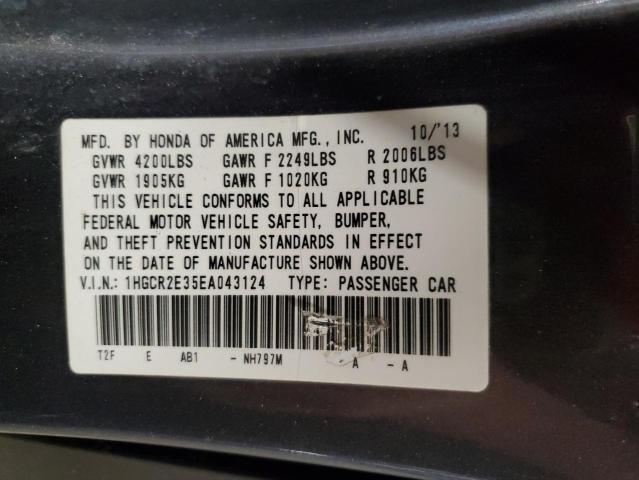 MFD. BY HONDA OF AMERICA MFG., INC. 10/'13
GVWR 4200LBS GAWR F 2249LBS R 2006LBS
GVWR 1905KG GAWR F 1020KG R 910KG
THIS VEHICLE CONFORMS TO ALL APPLICABLE
FEDERAL MOTOR VEHICLE SAFETY, BUMPER,
AND THEFT PREVENTION STANDARDS IN EFFECT
ON THE DATE OF MANUFACTURE SHOWN ABOVE.
V.I.N.: 1HGCR2E35EA043124 TYPE: PASSENGER CAR
T2F E AB1 - NH797M A - A